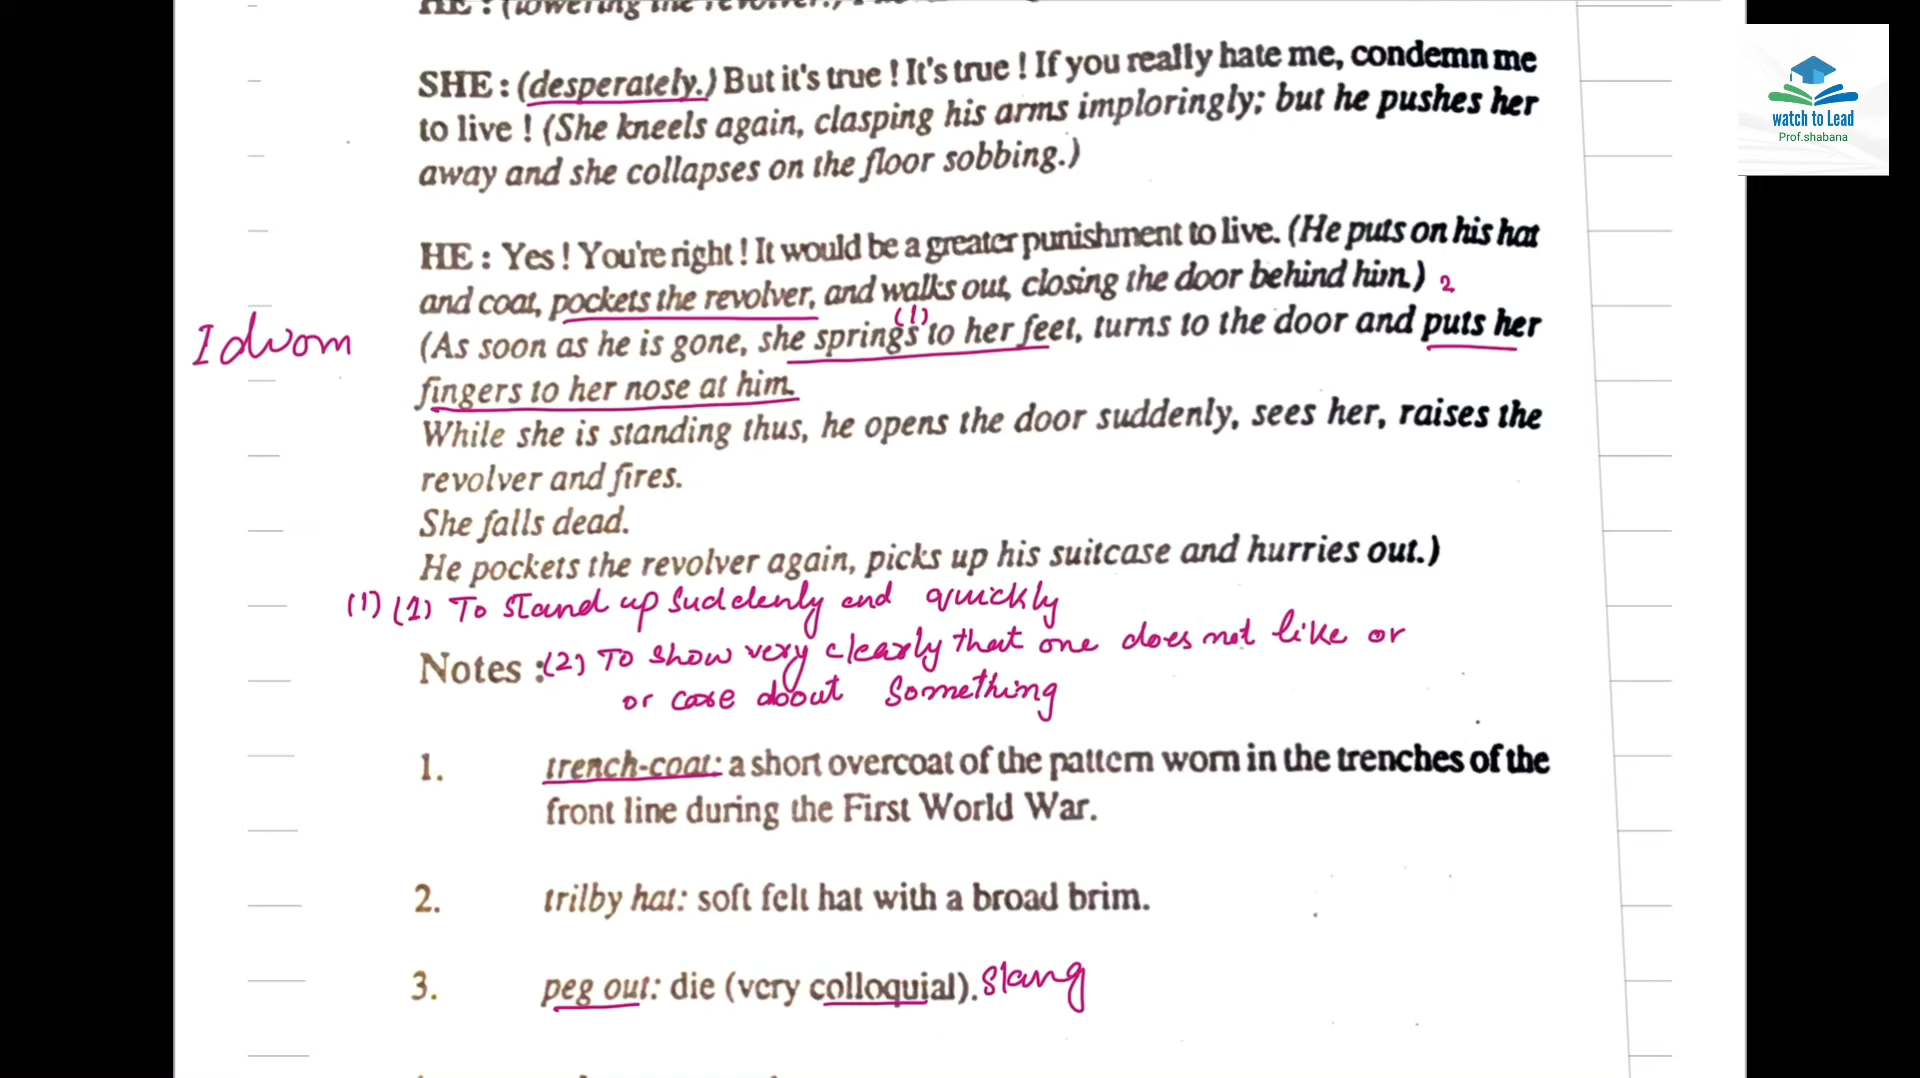 HE : (lowering the revolver.)
SHE : (desperately.) But it's true ! It's true ! If you really hate me, condemn me
to live ! (She kneels again, clasping his arms imploringly; but he pushes her
away and she collapses on the floor sobbing.)
HE : Yes ! You're right ! It would be a greater punishment to live. (He puts on his hat
and coat, pockets the revolver, and walks out, closing the door behind him.) 2
(1)
(As soon as he is gone, she springs to her feet, turns to the door and puts her
Idwom
fingers to her nose at him.
While she is standing thus, he opens the door suddenly, sees her, raises the
revolver and fires.
She falls dead.
He pockets the revolver again, picks up his suitcase and hurries out.)
(1) (1) To stand up suddenly and quickly
Notes : (2) To show very clearly that one does not like or
or case about something
1. trench-coat: a short overcoat of the pattern worn in the trenches of the
front line during the First World War.
2. trilby hat: soft felt hat with a broad brim.
3. peg out: die (very colloquial). Slang
watch to Lead
Prof.shabana